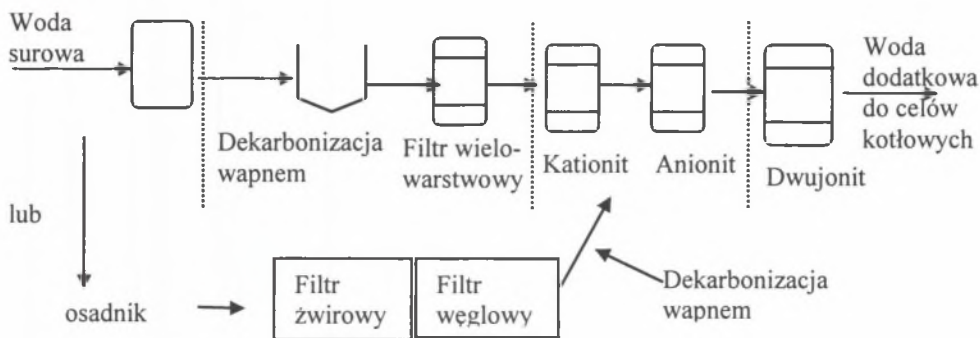 Woda
surowa
Dekarbonizacja
wapnem
Filtr wielo-
warstwowy
Kationit
Anionit
Dwujonit
Woda
dodatkowa
do celów
kotłowych
lub
osadnik
Filtr
żwirowy
Filtr
węglowy
Dekarbonizacja
wapnem